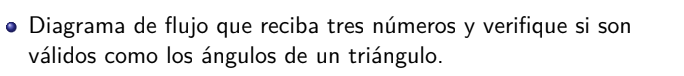 Diagrama de flujo que reciba tres números y verifique si son
válidos como los ángulos de un triángulo.